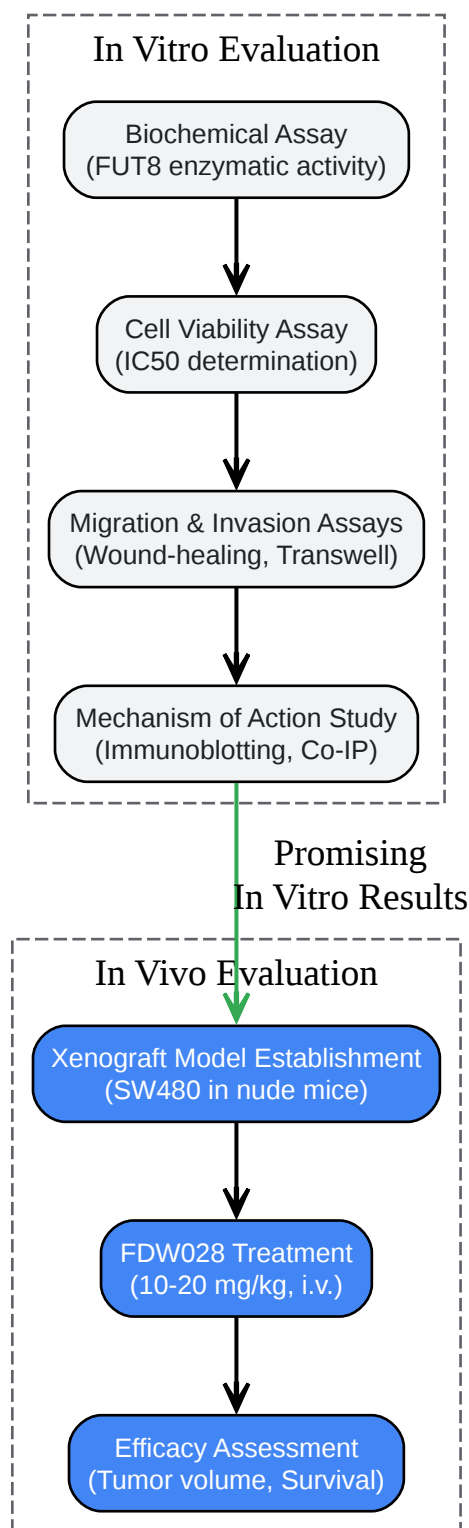 In Vitro Evaluation
Biochemical Assay
(FUT8 enzymatic activity)
Cell Viability Assay
(IC50 determination)
Migration & Invasion Assays
(Wound-healing, Transwell)
Mechanism of Action Study
(Immunoblotting, Co-IP)
Promising
In Vitro Results
In Vivo Evaluation
Xenograft Model Establishment
(SW480 in nude mice)
FDW028 Treatment
(10-20 mg/kg, i.v.)
Efficacy Assessment
(Tumor volume, Survival)